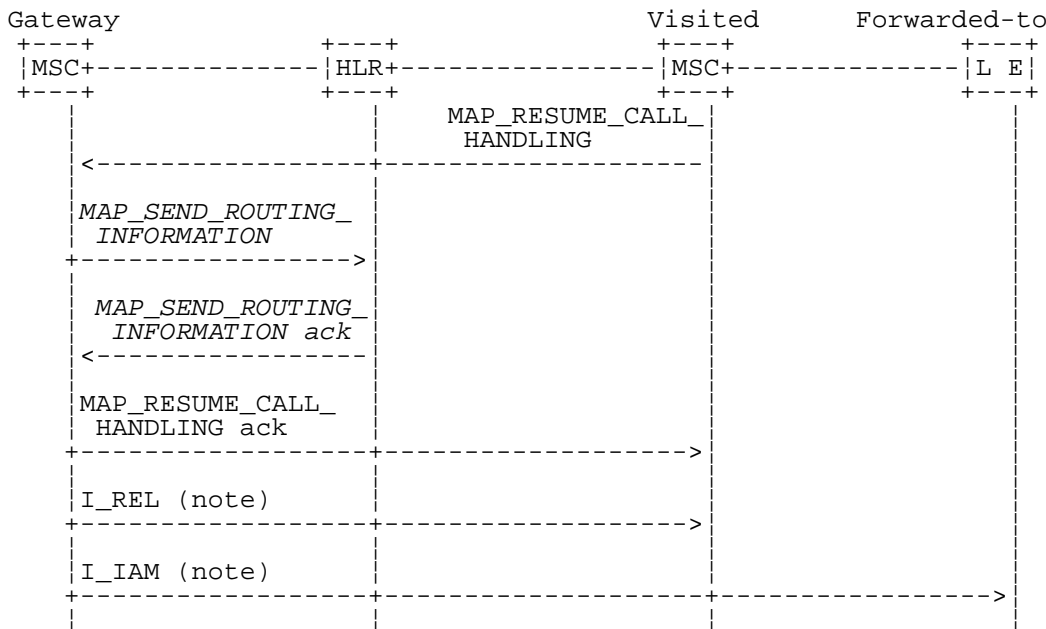 Gateway Visited Forwarded-to
MSC HLR MSC L E
MAP_RESUME_CALL_
HANDLING
MAP_SEND_ROUTING_
INFORMATION
MAP_SEND_ROUTING_
INFORMATION ack
MAP_RESUME_CALL_
HANDLING ack
I_REL (note)
I_IAM (note)